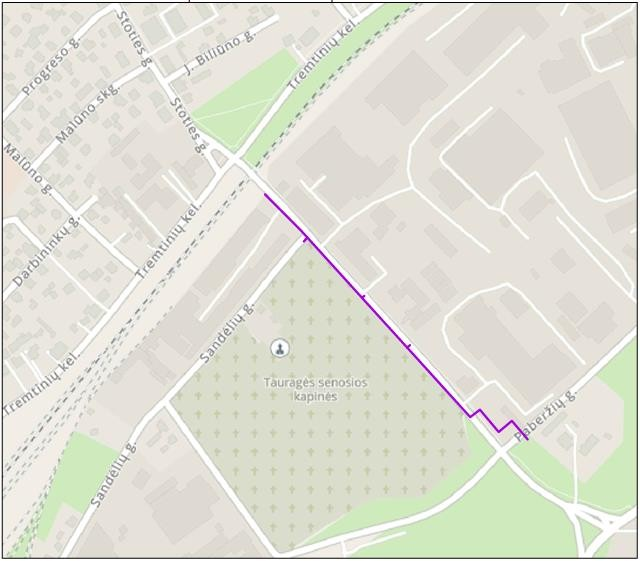 Progreso g.
Stoties g.
J. Biliūno g.
Tremtinių kel.
Malūno skg.
Stoties g.
Malūno g.
Darbininkų g.
Tremtinių kel.
Sandėlių g.
Tremtinių kel.
Tauragės senosios
kapinės
Paberžių g.
Sandėlių g.